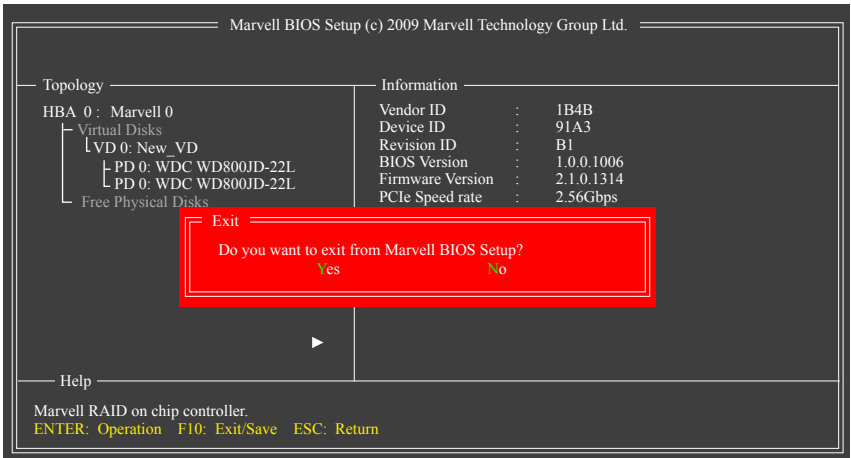 Marvell BIOS Setup (c) 2009 Marvell Technology Group Ltd.
Topology
HBA 0 : Marvell 0
Virtual Disks
VD 0: New_VD
PD 0: WDC WD800JD-22L
PD 0: WDC WD800JD-22L
Free Physical Disks
Information
Vendor ID : 1B4B
Device ID : 91A3
Revision ID : B1
BIOS Version : 1.0.0.1006
Firmware Version : 2.1.0.1314
PCIe Speed rate : 2.56Gbps
Exit
Do you want to exit from Marvell BIOS Setup?
Yes No
Help
Marvell RAID on chip controller.
ENTER: Operation F10: Exit/Save ESC: Return